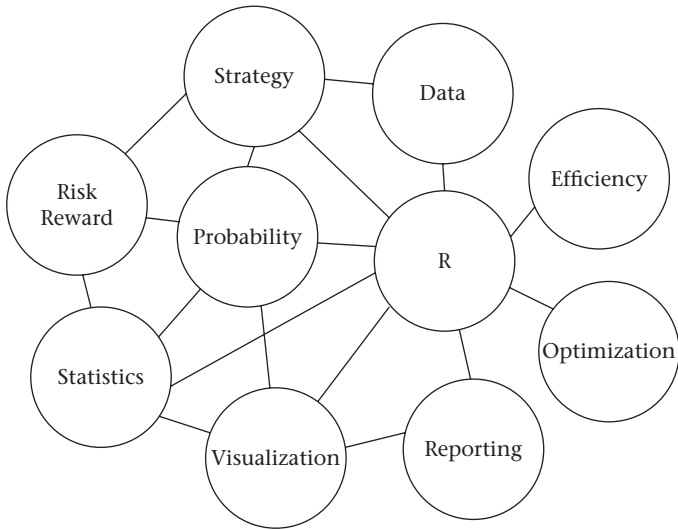 Strategy
Data
Efficiency
Risk
Reward
Probability
R
Optimization
Statistics
Visualization
Reporting